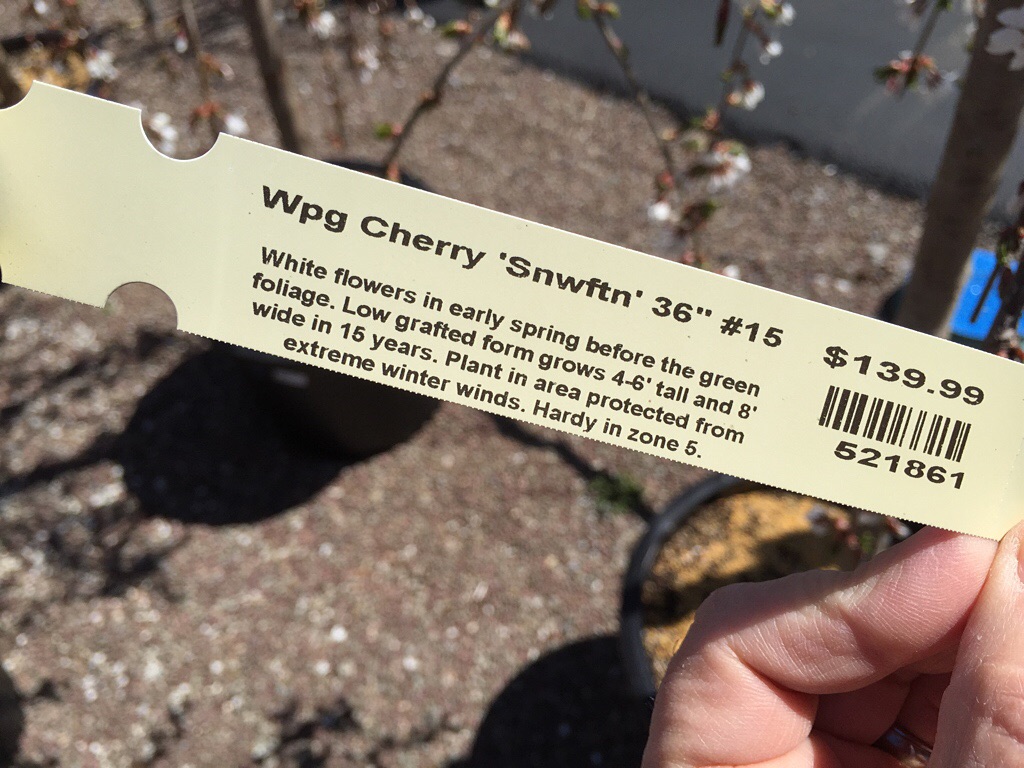 Wpg Cherry 'Snwftn' 36" #15
White flowers in early spring before the green
foliage. Low grafted form grows 4-6' tall and 8'
wide in 15 years. Plant in area protected from
extreme winter winds. Hardy in zone 5.
$139.99
521861